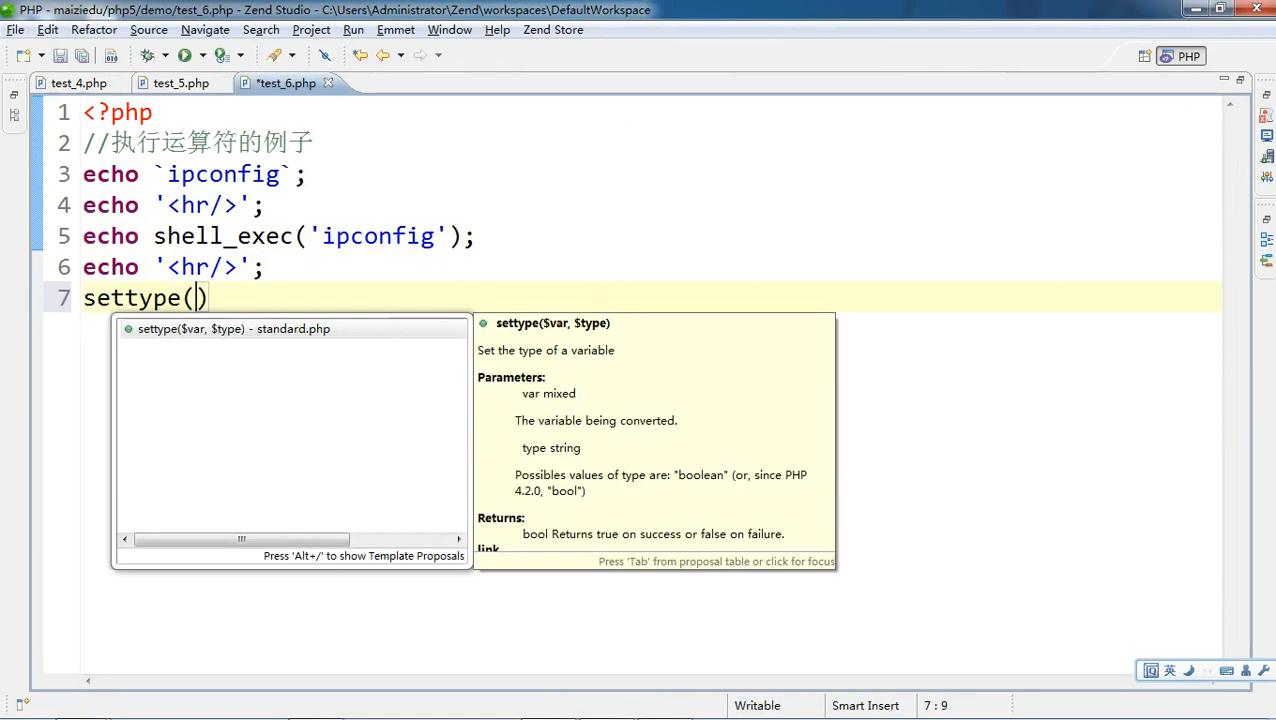 PHP - maiziedu/php5/demo/test_6.php - Zend Studio - C:\Users\Administrator\Zend\workspaces\DefaultWorkspace
File Edit Refactor Source Navigate Search Project Run Emmet Window Help Zend Store
PHP
test_4.php test_5.php *test_6.php
1 <?php
2 //执行运算符的例子
3 echo `ipconfig`;
4 echo '<hr/>';
5 echo shell_exec('ipconfig');
6 echo '<hr/>';
7 settype()
settype($var, $type) - standard.php
Press 'Alt+/' to show Template Proposals
settype($var, $type)
Set the type of a variable
Parameters:
var mixed
The variable being converted.
type string
Possibles values of type are: "boolean" (or, since PHP
4.2.0, "bool")
Returns:
bool Returns true on success or false on failure.
link
Press 'Tab' from proposal table or click for focus
英
Writable Smart Insert 7 : 9